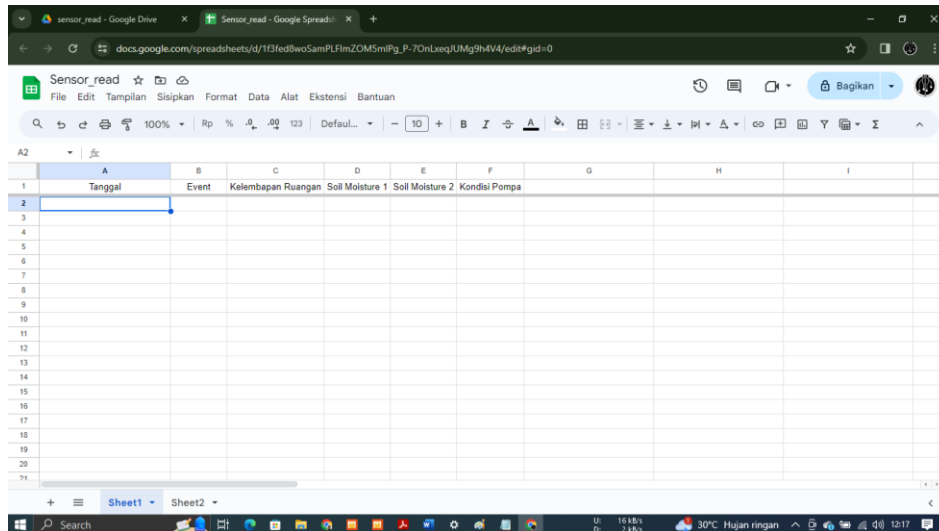 sensor_read - Google Drive
Sensor_read - Google Spreadsh
docs.google.com/spreadsheets/d/1f3fed8woSamPLFImZOM5mIPg_P-7OnLxeqJUMg9h4V4/edit#gid=0
Sensor_read
File Edit Tampilan Sisipkan Format Data Alat Ekstensi Bantuan
Bagikan
100% Rp % .0 .00 123 Defaul... − 10 + B I A
A2 fx
A B C D E F G H I
1 Tanggal Event Kelembapan Ruangan Soil Moisture 1 Soil Moisture 2 Kondisi Pompa
2
3
4
5
6
7
8
9
10
11
12
13
14
15
16
17
18
19
20
21
Sheet1 Sheet2
Search U: 16 kB/s 30°C Hujan ringan 12:17
D: 2 kB/s